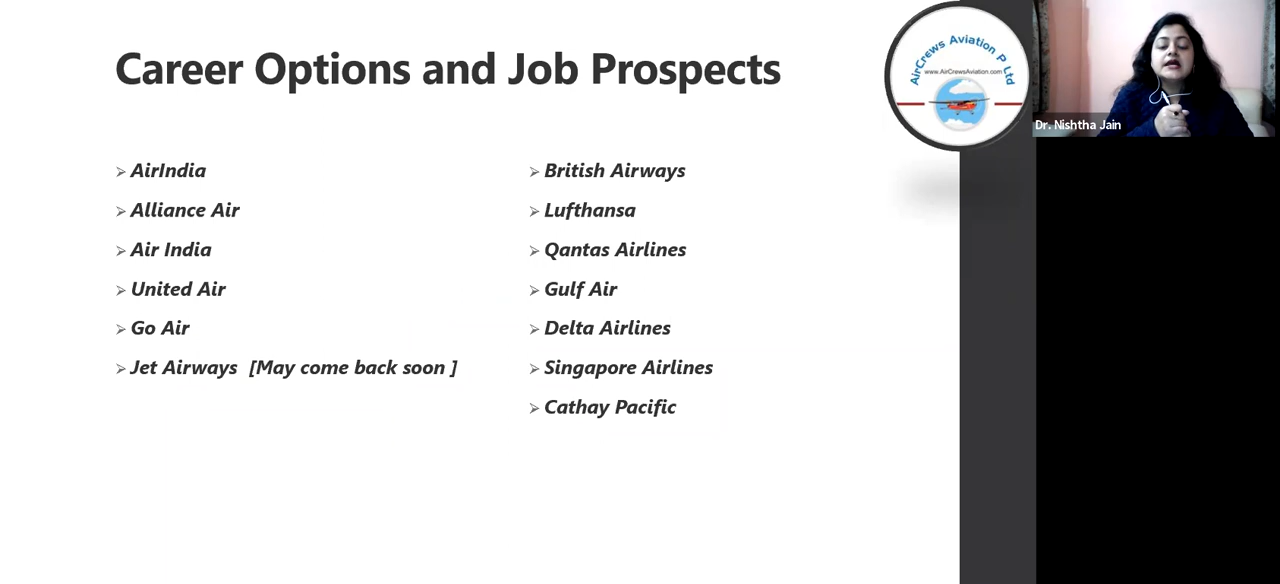 Career Options and Job Prospects
AirCrews Aviation P Ltd
www.AirCrewsAviation.com
Dr. Nishtha Jain
➢ AirIndia
➢ Alliance Air
➢ Air India
➢ United Air
➢ Go Air
➢ Jet Airways [May come back soon ]
➢ British Airways
➢ Lufthansa
➢ Qantas Airlines
➢ Gulf Air
➢ Delta Airlines
➢ Singapore Airlines
➢ Cathay Pacific